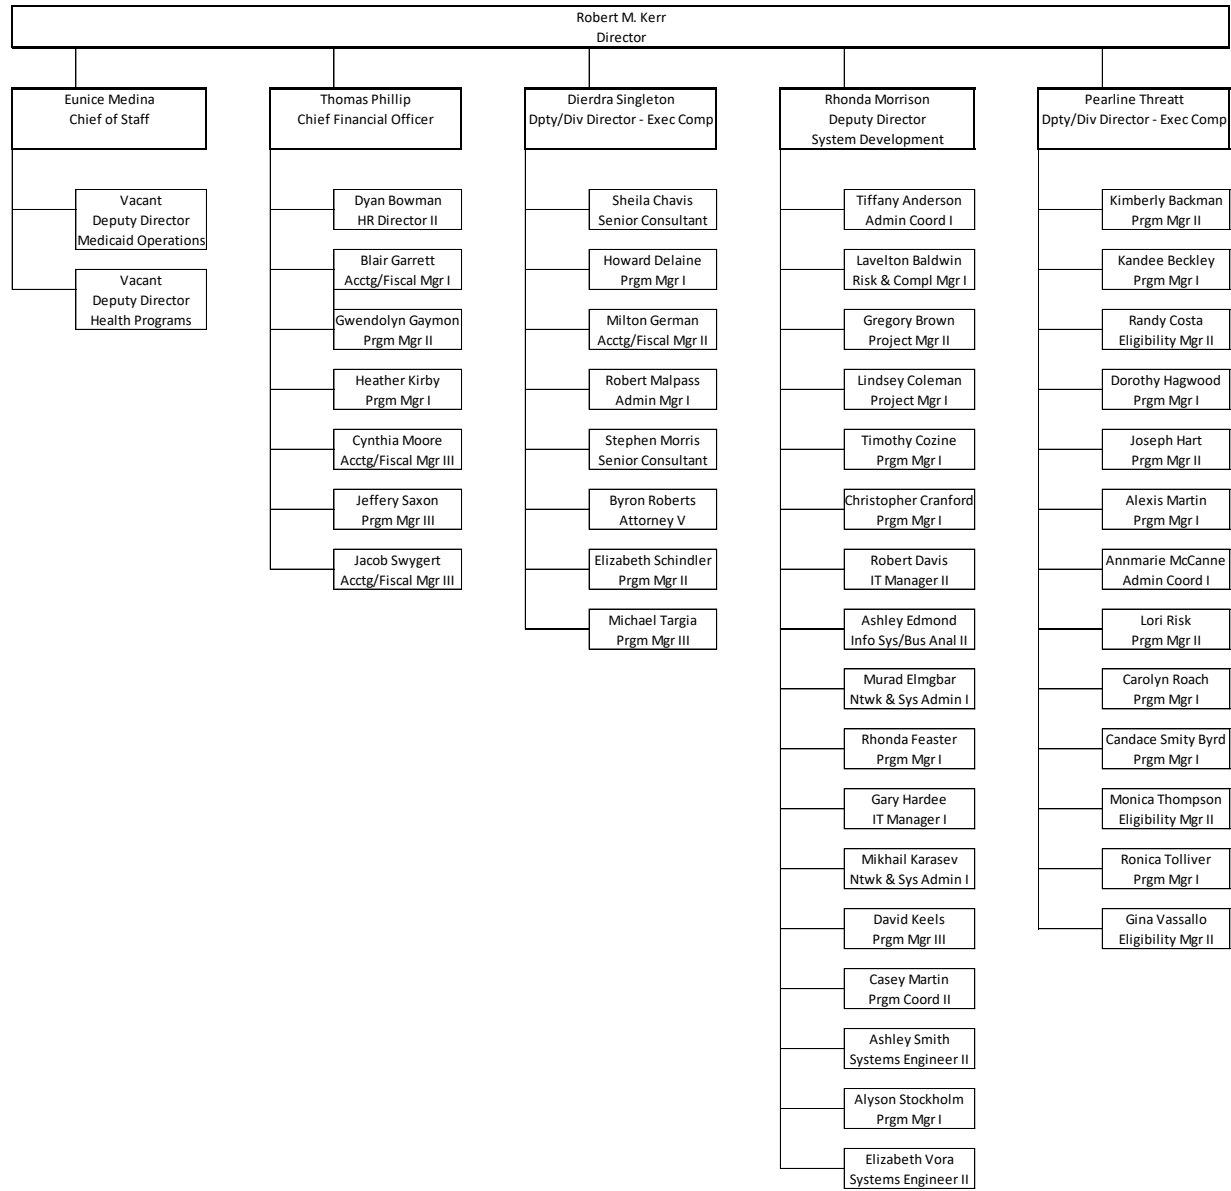 Robert M. Kerr
Director
Eunice Medina
Chief of Staff
Vacant
Deputy Director
Medicaid Operations
Vacant
Deputy Director
Health Programs
Thomas Phillip
Chief Financial Officer
Dyan Bowman
HR Director II
Blair Garrett
Acctg/Fiscal Mgr I
Gwendolyn Gaymon
Prgm Mgr II
Heather Kirby
Prgm Mgr I
Cynthia Moore
Acctg/Fiscal Mgr III
Jeffery Saxon
Prgm Mgr III
Jacob Swygert
Acctg/Fiscal Mgr III
Dierdra Singleton
Dpty/Div Director - Exec Comp
Sheila Chavis
Senior Consultant
Howard Delaine
Prgm Mgr I
Milton German
Acctg/Fiscal Mgr II
Robert Malpass
Admin Mgr I
Stephen Morris
Senior Consultant
Byron Roberts
Attorney V
Elizabeth Schindler
Prgm Mgr II
Michael Targia
Prgm Mgr III
Rhonda Morrison
Deputy Director
System Development
Tiffany Anderson
Admin Coord I
Lavelton Baldwin
Risk & Compl Mgr I
Gregory Brown
Project Mgr II
Lindsey Coleman
Project Mgr I
Timothy Cozine
Prgm Mgr I
Christopher Cranford
Prgm Mgr I
Robert Davis
IT Manager II
Ashley Edmond
Info Sys/Bus Anal II
Murad Elmgbar
Ntwk & Sys Admin I
Rhonda Feaster
Prgm Mgr I
Gary Hardee
IT Manager I
Mikhail Karasev
Ntwk & Sys Admin I
David Keels
Prgm Mgr III
Casey Martin
Prgm Coord II
Ashley Smith
Systems Engineer II
Alyson Stockholm
Prgm Mgr I
Elizabeth Vora
Systems Engineer II
Pearline Threatt
Dpty/Div Director - Exec Comp
Kimberly Backman
Prgm Mgr II
Kandee Beckley
Prgm Mgr I
Randy Costa
Eligibility Mgr II
Dorothy Hagwood
Prgm Mgr I
Joseph Hart
Prgm Mgr II
Alexis Martin
Prgm Mgr I
Annmarie McCanne
Admin Coord I
Lori Risk
Prgm Mgr II
Carolyn Roach
Prgm Mgr I
Candace Smity Byrd
Prgm Mgr I
Monica Thompson
Eligibility Mgr II
Ronica Tolliver
Prgm Mgr I
Gina Vassallo
Eligibility Mgr II